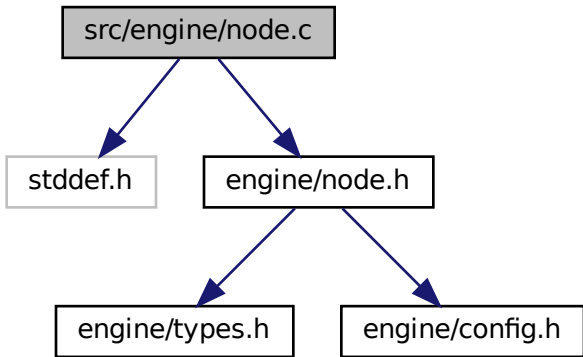 src/engine/node.c
stddef.h
engine/node.h
engine/types.h
engine/config.h